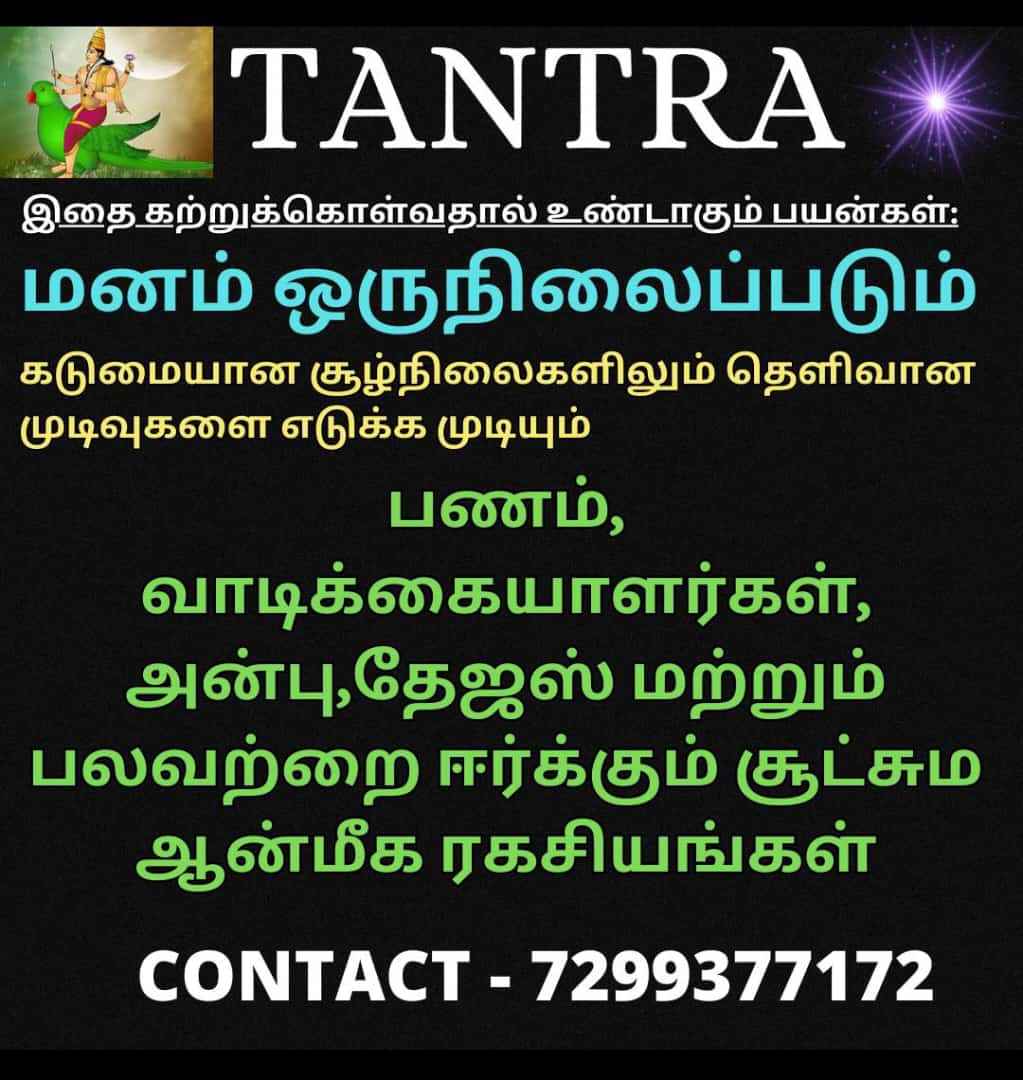 TANTRA
இதை கற்றுக்கொள்வதால் உண்டாகும் பயன்கள்:
மனம் ஒருநிலைப்படும்
கடுமையான சூழ்நிலைகளிலும் தெளிவான
முடிவுகளை எடுக்க முடியும்
பணம்,
வாடிக்கையாளர்கள்,
அன்பு,தேஜஸ் மற்றும்
பலவற்றை ஈர்க்கும் சூட்சும
ஆன்மீக ரகசியங்கள்
CONTACT - 7299377172